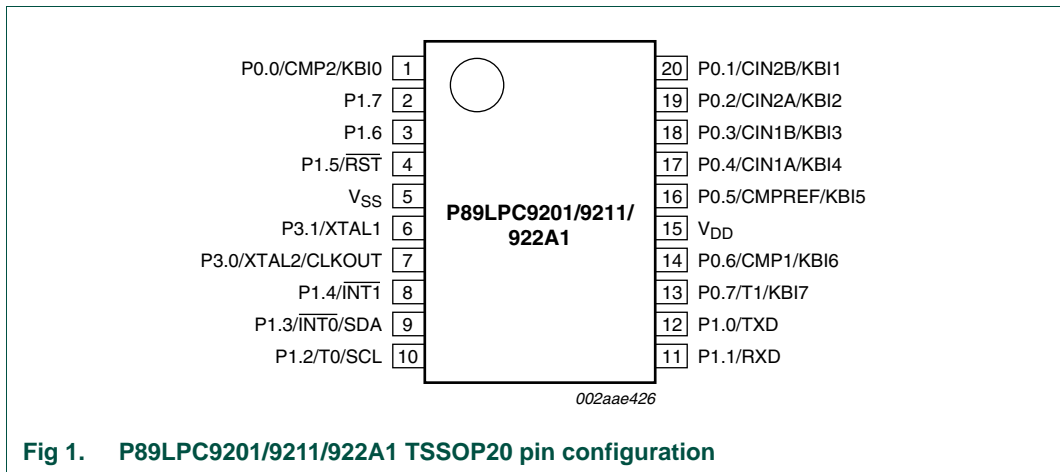 P0.0/CMP2/KBI0 1
P1.7 2
P1.6 3
P1.5/R̅S̅T̅ 4
VSS 5
P3.1/XTAL1 6
P3.0/XTAL2/CLKOUT 7
P1.4/I̅N̅T̅1̅ 8
P1.3/I̅N̅T̅0̅/SDA 9
P1.2/T0/SCL 10
P89LPC9201/9211/
922A1
20 P0.1/CIN2B/KBI1
19 P0.2/CIN2A/KBI2
18 P0.3/CIN1B/KBI3
17 P0.4/CIN1A/KBI4
16 P0.5/CMPREF/KBI5
15 VDD
14 P0.6/CMP1/KBI6
13 P0.7/T1/KBI7
12 P1.0/TXD
11 P1.1/RXD
002aae426
Fig 1. P89LPC9201/9211/922A1 TSSOP20 pin configuration